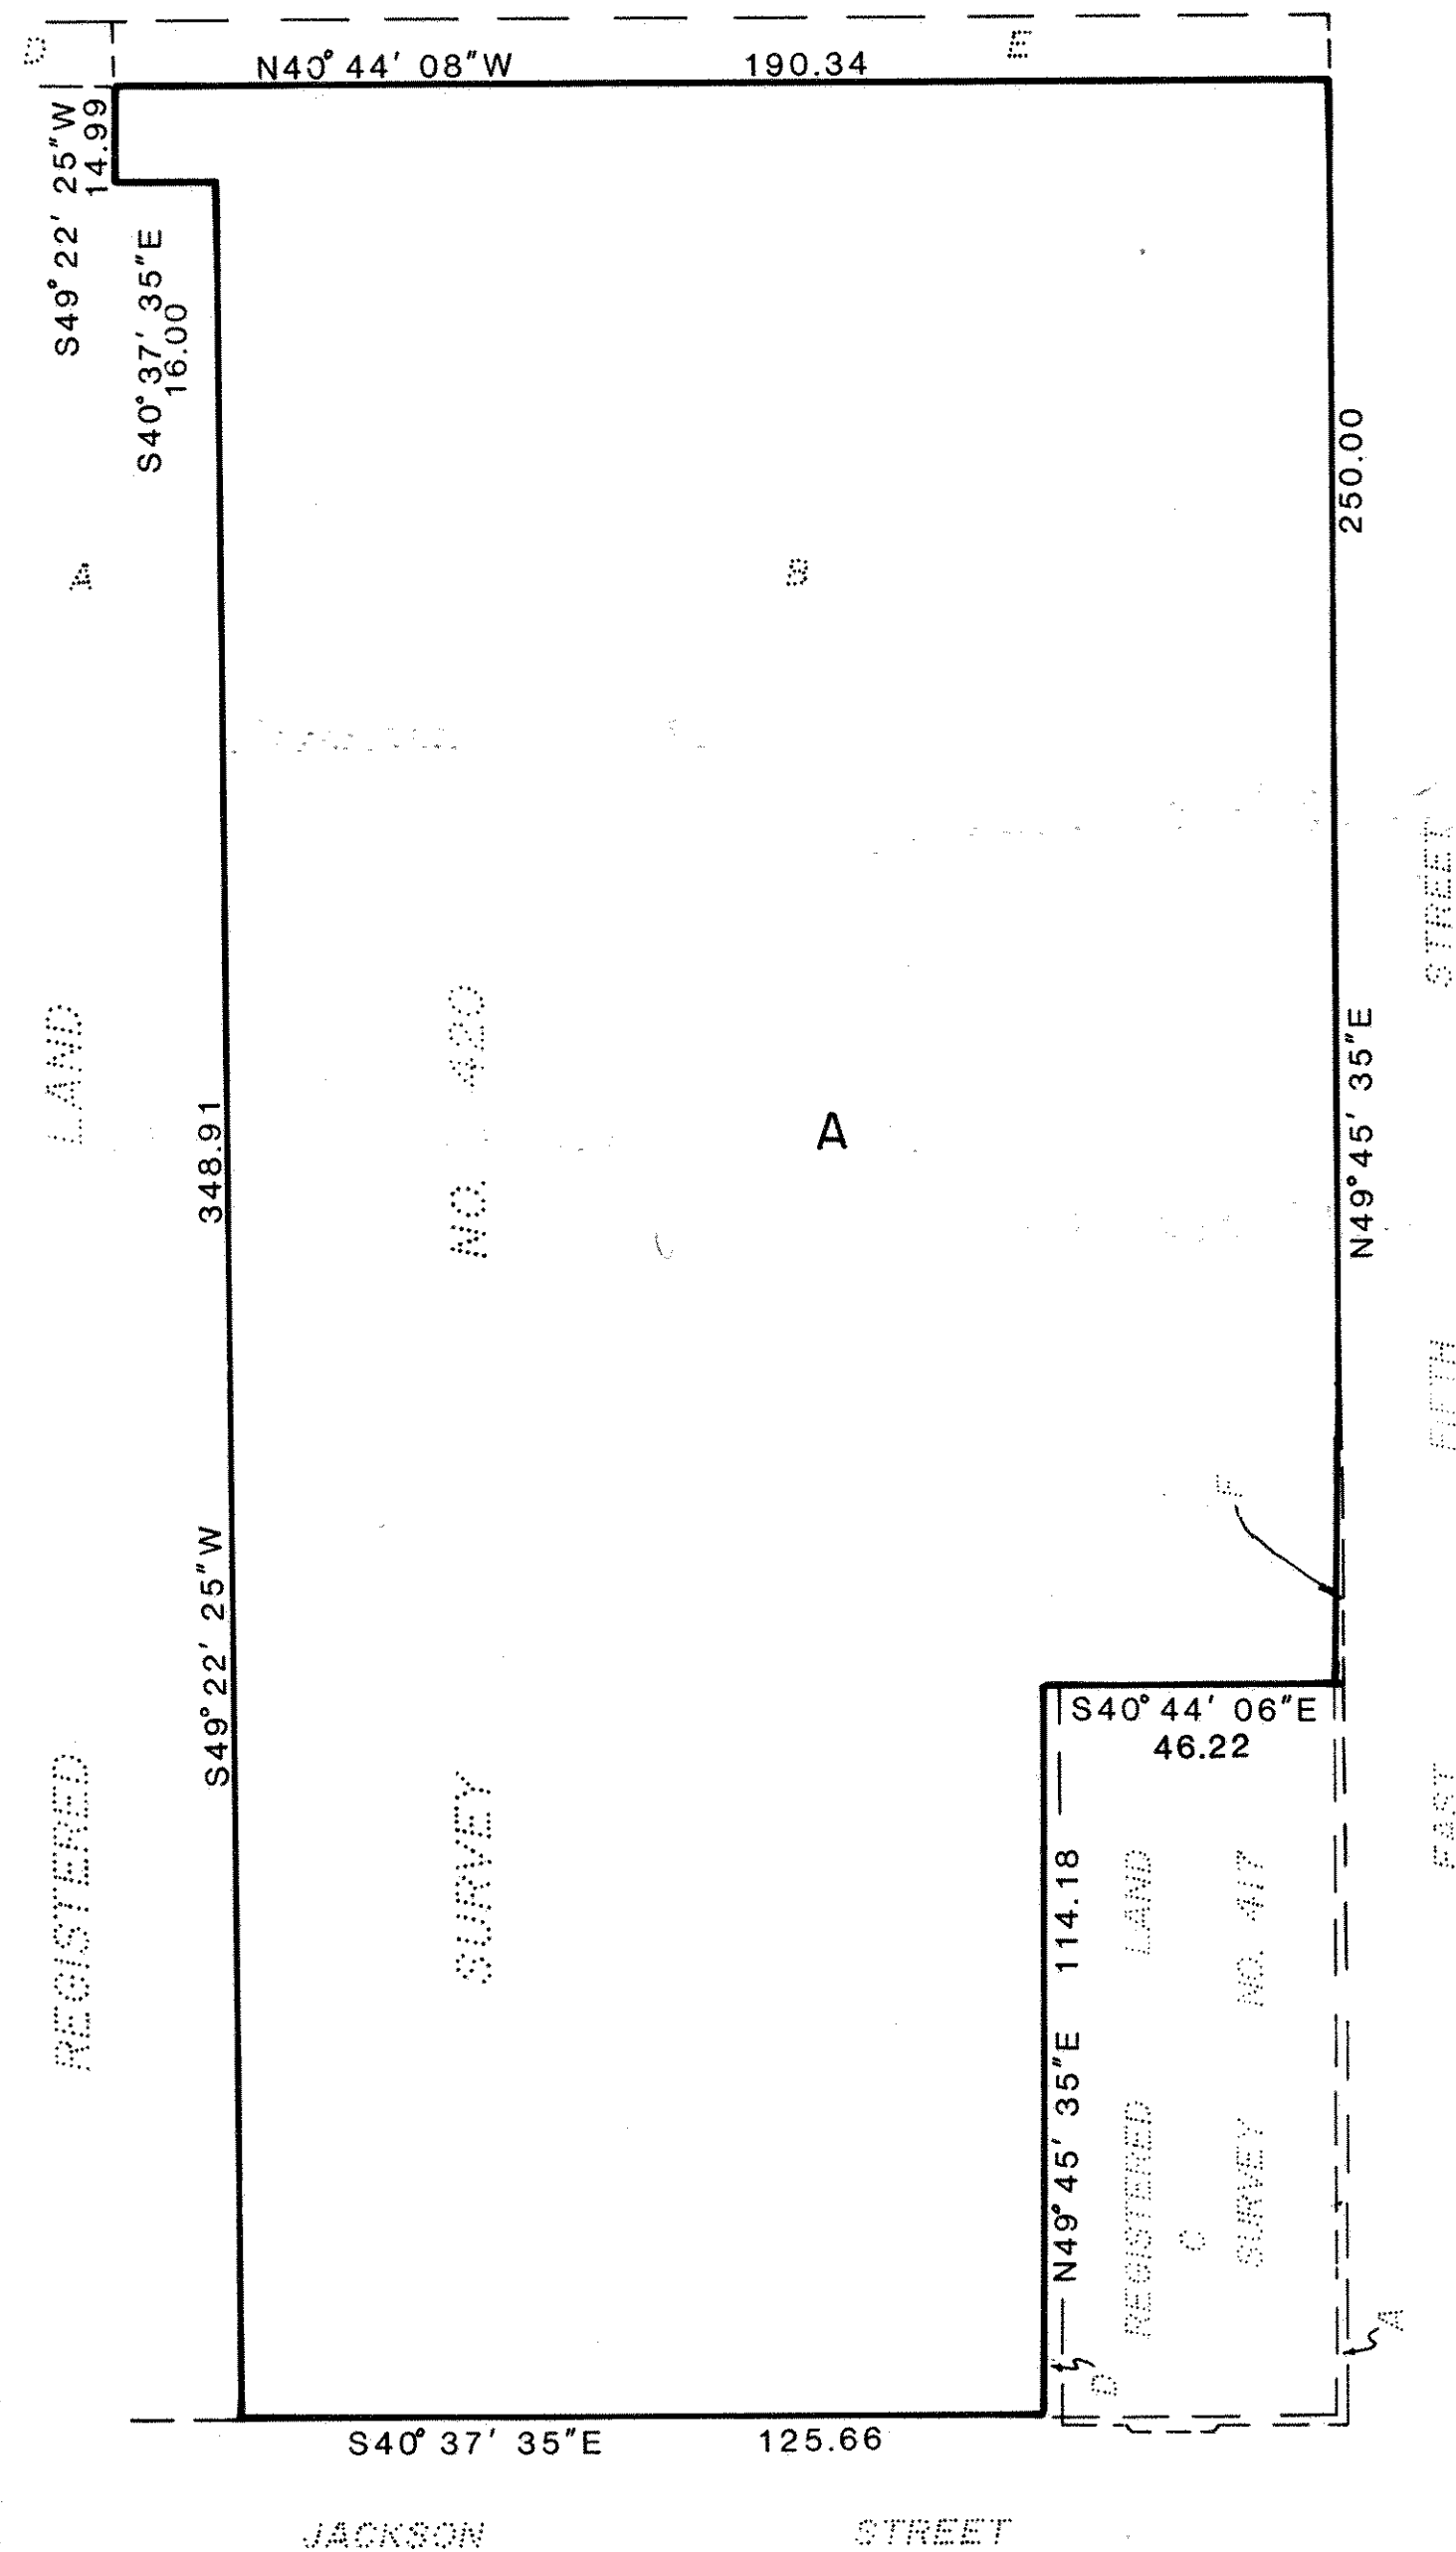 D
E
N40° 44' 08"W 190.34
S49° 22' 25"W
14.99
S40° 37' 35"E
16.00
250.00
A
B
STREET
LAND
NO. 420
348.91
A
N49° 45' 35"E
FIFTH
F
S49° 22' 25"W
S40° 44' 06"E
46.22
REGISTERED
SURVEY
EAST
N49° 45' 35"E 114.18
REGISTERED LAND
C
SURVEY NO. 417
A
D
S40° 37' 35"E 125.66
JACKSON STREET